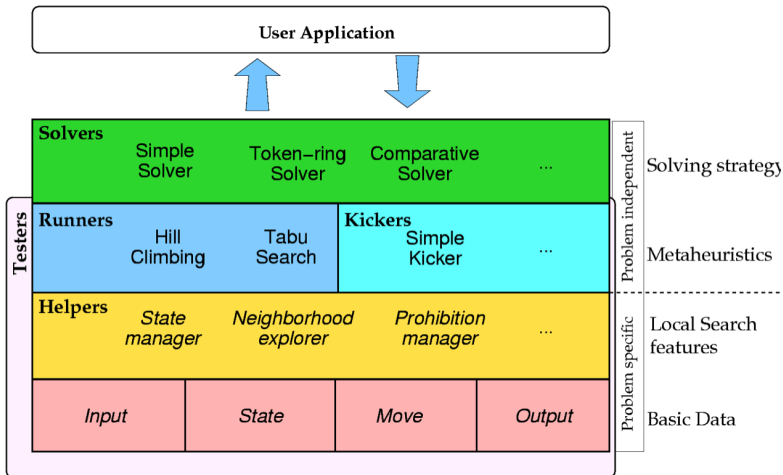 User Application
Solvers
Simple
Solver
Token-ring
Solver
Comparative
Solver
...
Solving strategy
Runners
Hill
Climbing
Tabu
Search
Kickers
Simple
Kicker
...
Metaheuristics
Helpers
State
manager
Neighborhood
explorer
Prohibition
manager
...
Local Search
features
Input
State
Move
Output
Basic Data
Testers
Problem independent
Problem specific